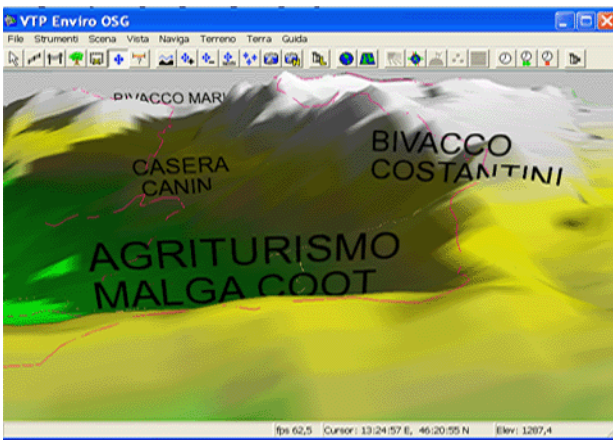 VTP Enviro OSG
File Strumenti Scena Vista Naviga Terreno Terra Guida
BIVACCO MARI
BIVACCO
COSTANTINI
CASERA
CANIN
AGRITURISMO
MALGA COOT
fps 62,5 Cursor: 13:24:57 E, 46:20:55 N Elev: 1287,4